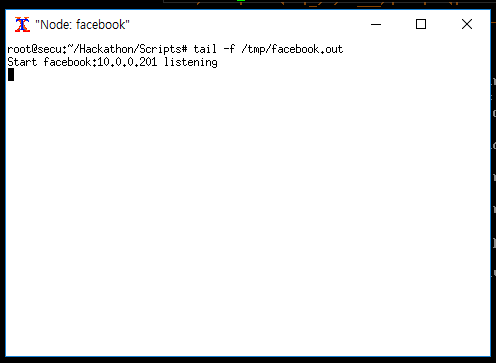 "Node: facebook"
root@secu:~/Hackathon/Scripts# tail -f /tmp/facebook.out
Start facebook:10.0.0.201 listening